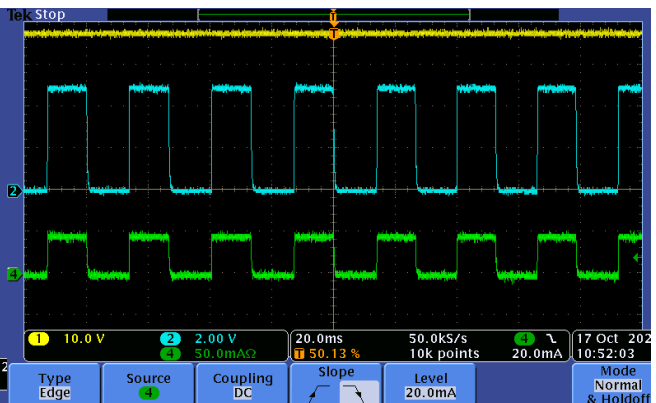 Tek Stop
T
T
2
4
1 10.0 V 2 2.00 V 20.0ms 50.0kS/s 4 17 Oct 202
4 50.0mAΩ T 50.13 % 10k points 20.0mA 10:52:03
2
Type Source Coupling Slope Level Mode
Edge 4 DC 20.0mA Normal
& Holdoff